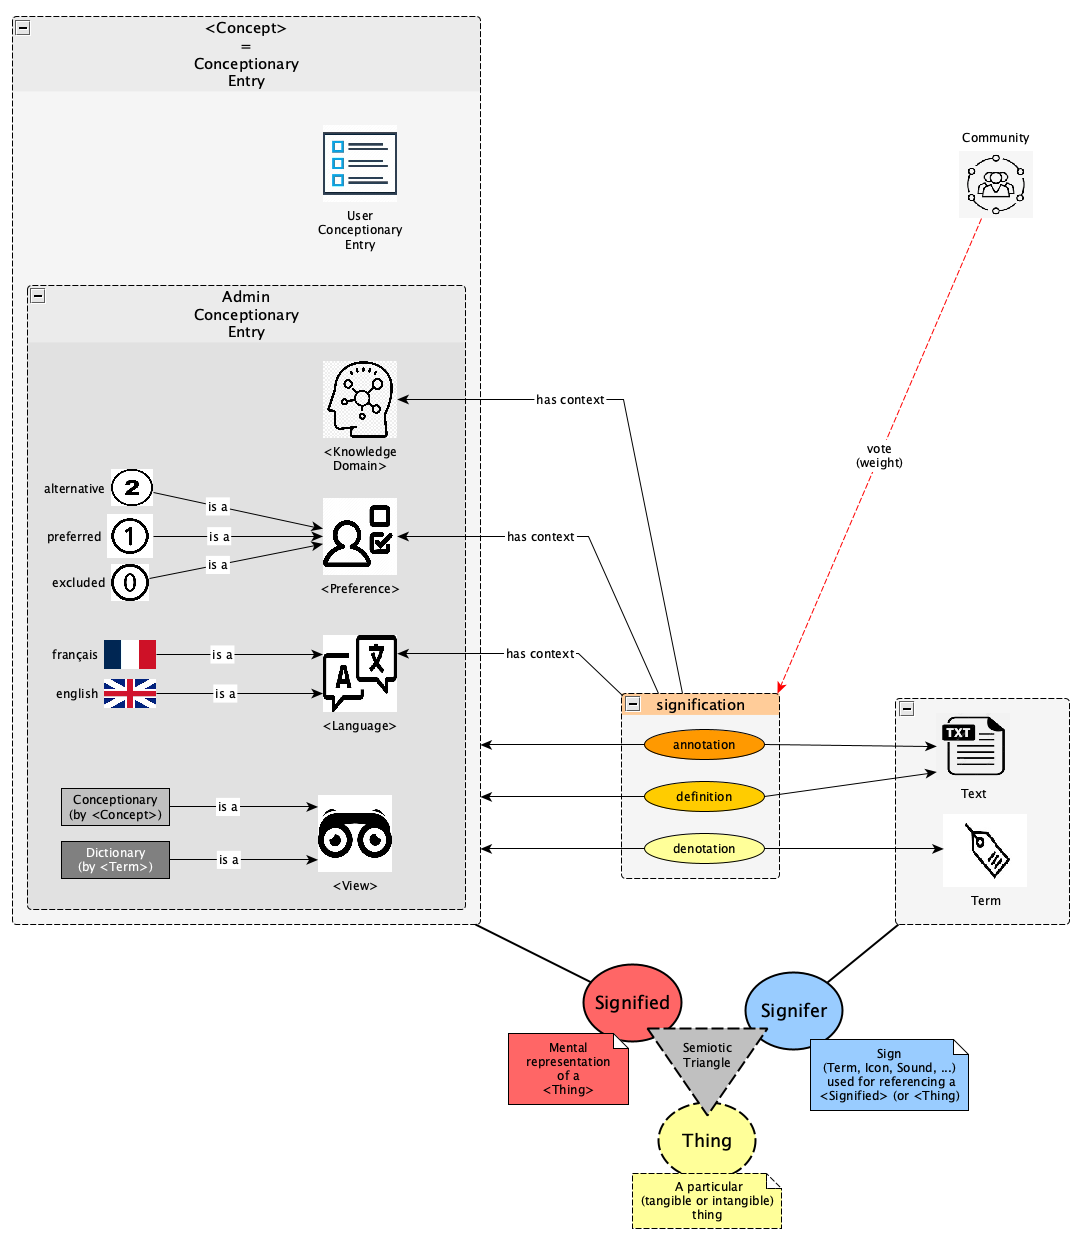 <Concept>
=
Conceptionary
Entry
User
Conceptionary
Entry
Community
Admin
Conceptionary
Entry
<Knowledge
Domain>
has context
vote
(weight)
alternative
2
is a
preferred
1
is a
excluded
0
is a
<Preference>
has context
français
is a
english
is a
A
文
<Language>
has context
signification
annotation
definition
denotation
TXT
Text
Term
Conceptionary
(by <Concept>)
is a
Dictionary
(by <Term>)
is a
<View>
Signified
Signifer
Semiotic
Triangle
Mental
representation
of a
<Thing>
Sign
(Term, Icon, Sound, ...)
used for referencing a
<Signified> (or <Thing)
Thing
A particular
(tangible or intangible)
thing